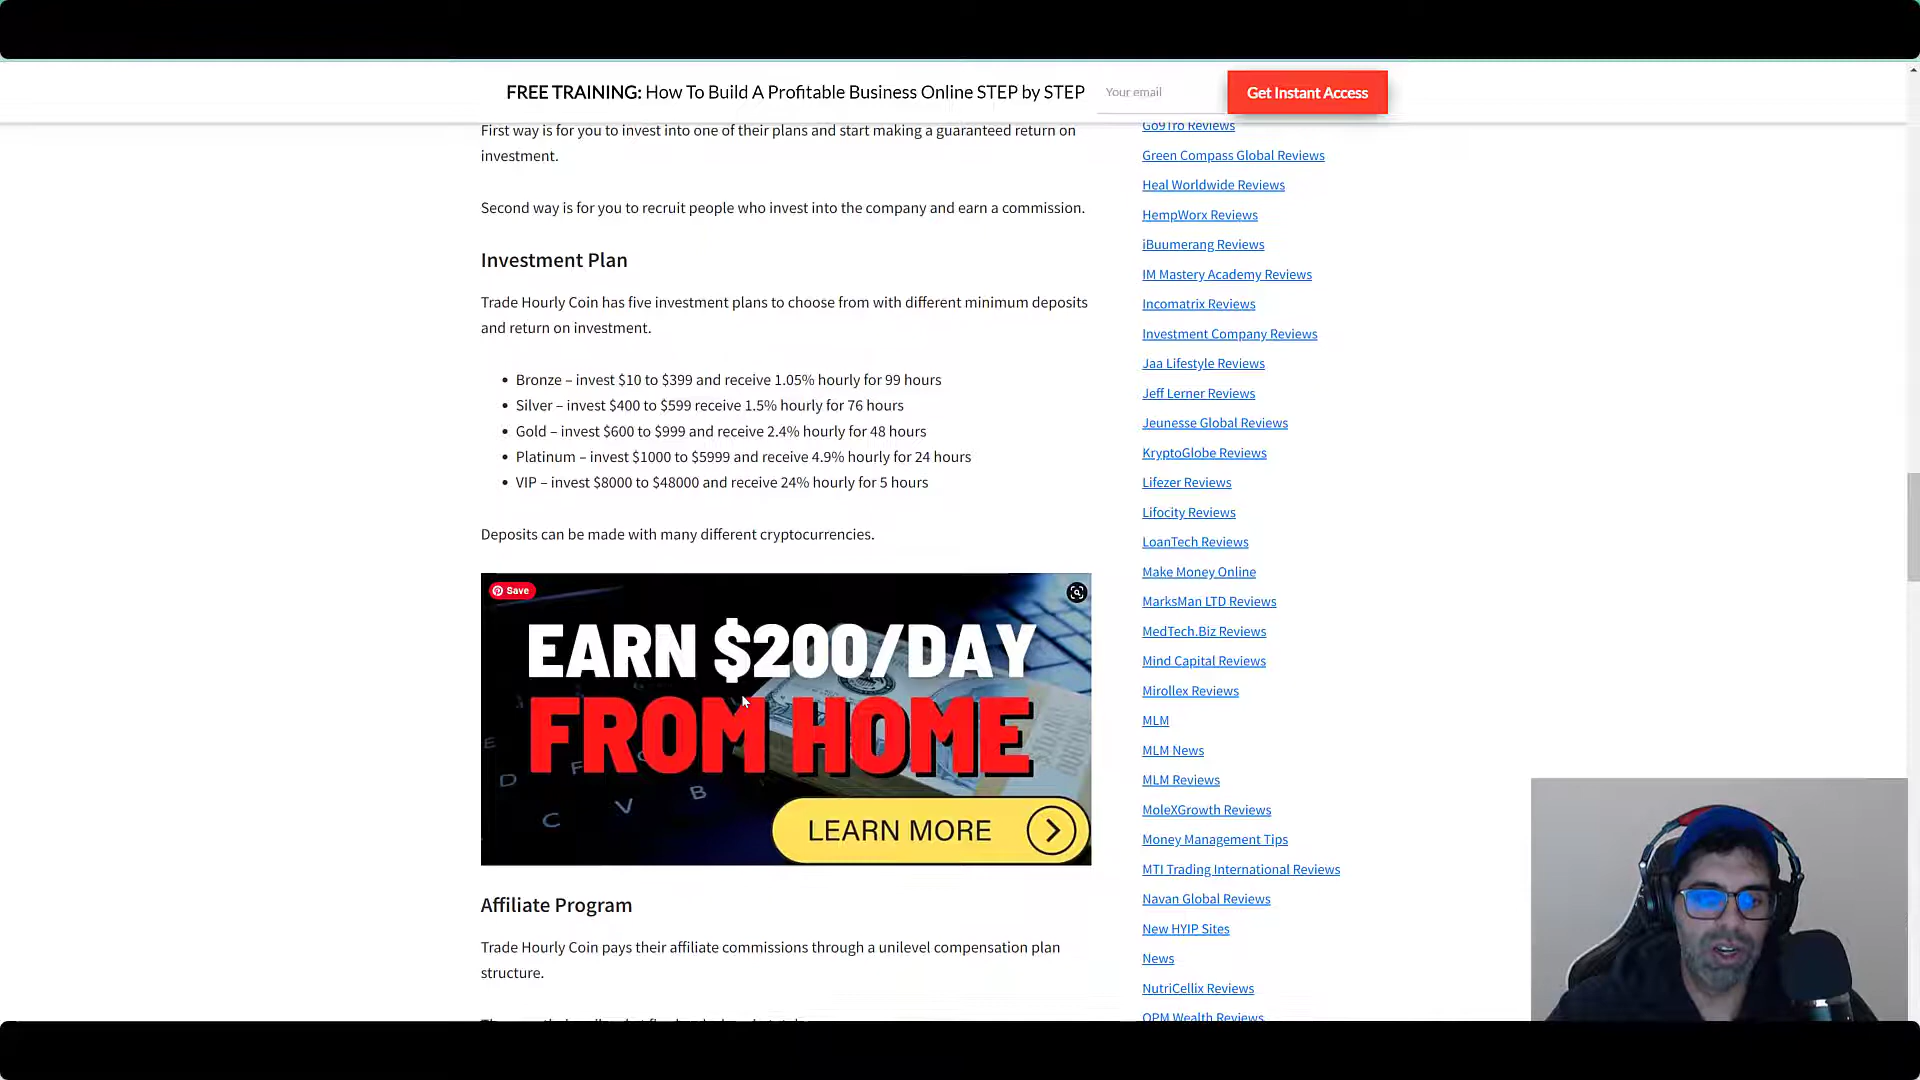 FREE TRAINING: How To Build A Profitable Business Online STEP by STEP
Your email
Get Instant Access
First way is for you to invest into one of their plans and start making a guaranteed return on
investment.
Second way is for you to recruit people who invest into the company and earn a commission.
Investment Plan
Trade Hourly Coin has five investment plans to choose from with different minimum deposits
and return on investment.
• Bronze – invest $10 to $399 and receive 1.05% hourly for 99 hours
• Silver – invest $400 to $599 receive 1.5% hourly for 76 hours
• Gold – invest $600 to $999 and receive 2.4% hourly for 48 hours
• Platinum – invest $1000 to $5999 and receive 4.9% hourly for 24 hours
• VIP – invest $8000 to $48000 and receive 24% hourly for 5 hours
Deposits can be made with many different cryptocurrencies.
Save
EARN $200/DAY
FROM HOME
LEARN MORE
Affiliate Program
Trade Hourly Coin pays their affiliate commissions through a unilevel compensation plan
structure.
Go9Tro Reviews
Green Compass Global Reviews
Heal Worldwide Reviews
HempWorx Reviews
iBuumerang Reviews
IM Mastery Academy Reviews
Incomatrix Reviews
Investment Company Reviews
Jaa Lifestyle Reviews
Jeff Lerner Reviews
Jeunesse Global Reviews
KryptoGlobe Reviews
Lifezer Reviews
Lifocity Reviews
LoanTech Reviews
Make Money Online
MarksMan LTD Reviews
MedTech.Biz Reviews
Mind Capital Reviews
Mirollex Reviews
MLM
MLM News
MLM Reviews
MoleXGrowth Reviews
Money Management Tips
MTI Trading International Reviews
Navan Global Reviews
New HYIP Sites
News
NutriCellix Reviews
OPM Wealth Reviews